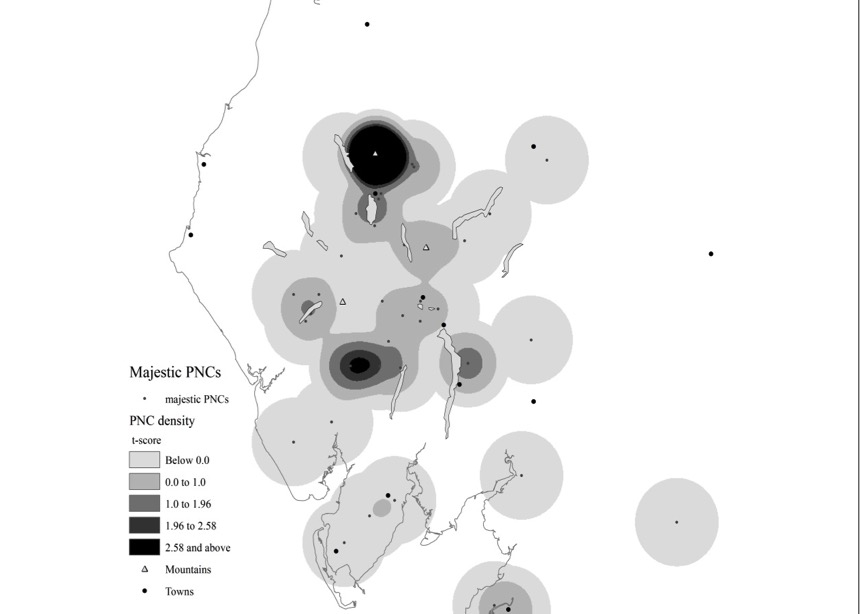 Majestic PNCs
majestic PNCs
PNC density
t-score
Below 0.0
0.0 to 1.0
1.0 to 1.96
1.96 to 2.58
2.58 and above
Mountains
Towns